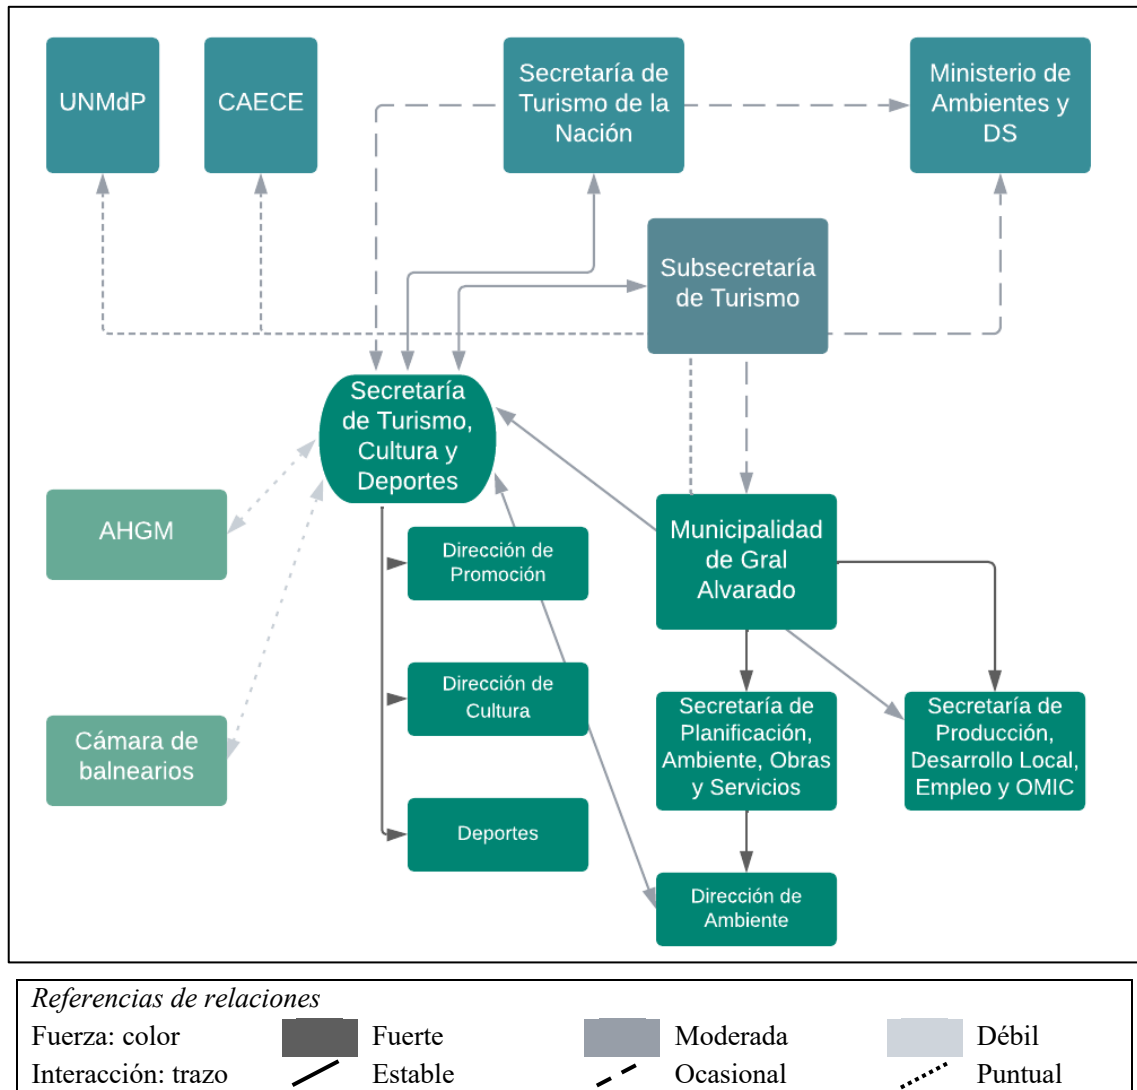 UNMdP
CAECE
Secretaría de
Turismo de la
Nación
Ministerio de
Ambientes y
DS
Subsecretaría
de Turismo
Secretaría
de Turismo,
Cultura y
Deportes
AHGM
Municipalidad
de Gral
Alvarado
Dirección de
Promoción
Dirección de
Cultura
Secretaría de
Planificación,
Ambiente, Obras
y Servicios
Secretaría de
Producción,
Desarrollo Local,
Empleo y OMIC
Cámara de
balnearios
Deportes
Dirección de
Ambiente
Referencias de relaciones
Fuerza: color Fuerte Moderada Débil
Interacción: trazo Estable Ocasional Puntual